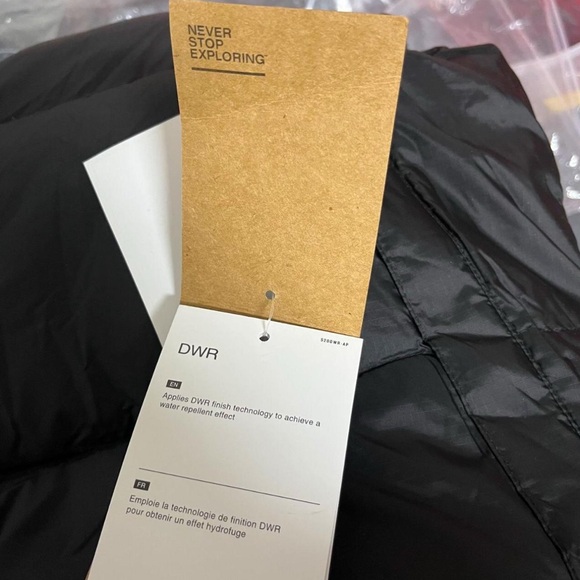 NEVER
STOP
EXPLORING™
DWR
EN
Applies DWR finish technology to achieve a
water repellent effect
FR
Emploie la technologie de finition DWR
pour obtenir un effet hydrofuge